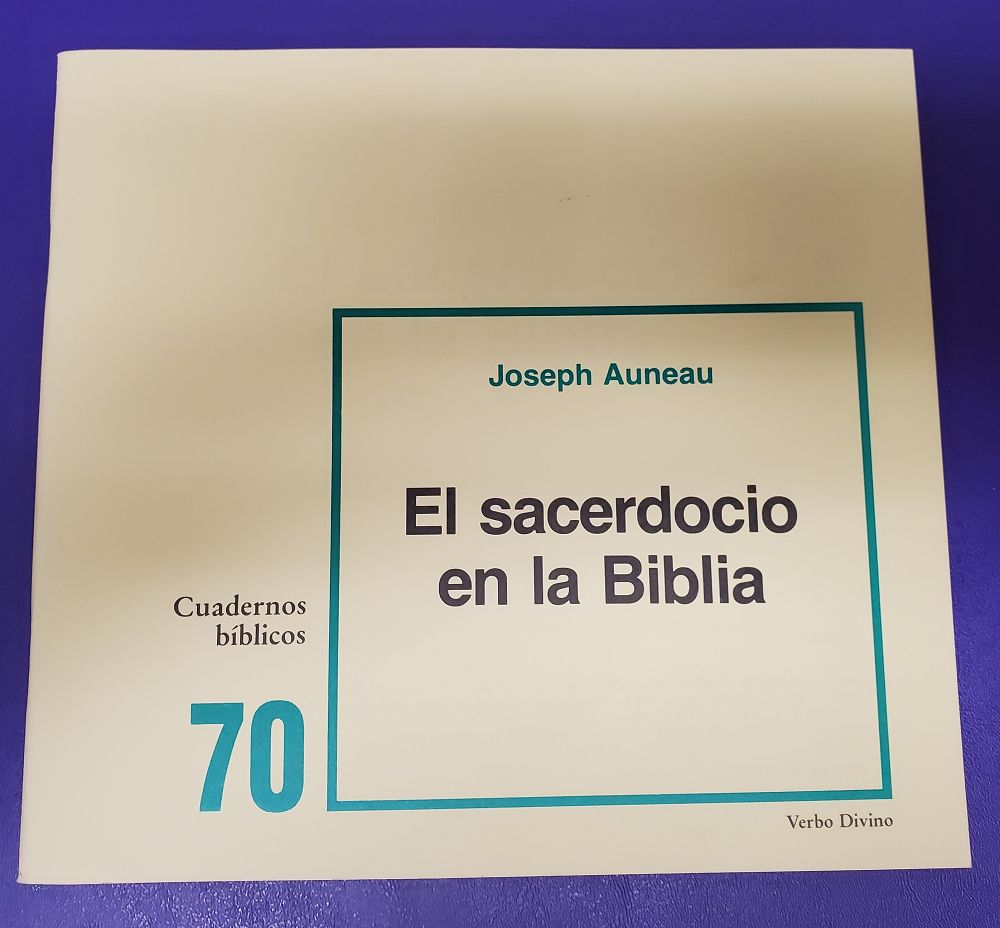 Joseph Auneau
El sacerdocio
en la Biblia
Cuadernos
bíblicos
70
Verbo Divino